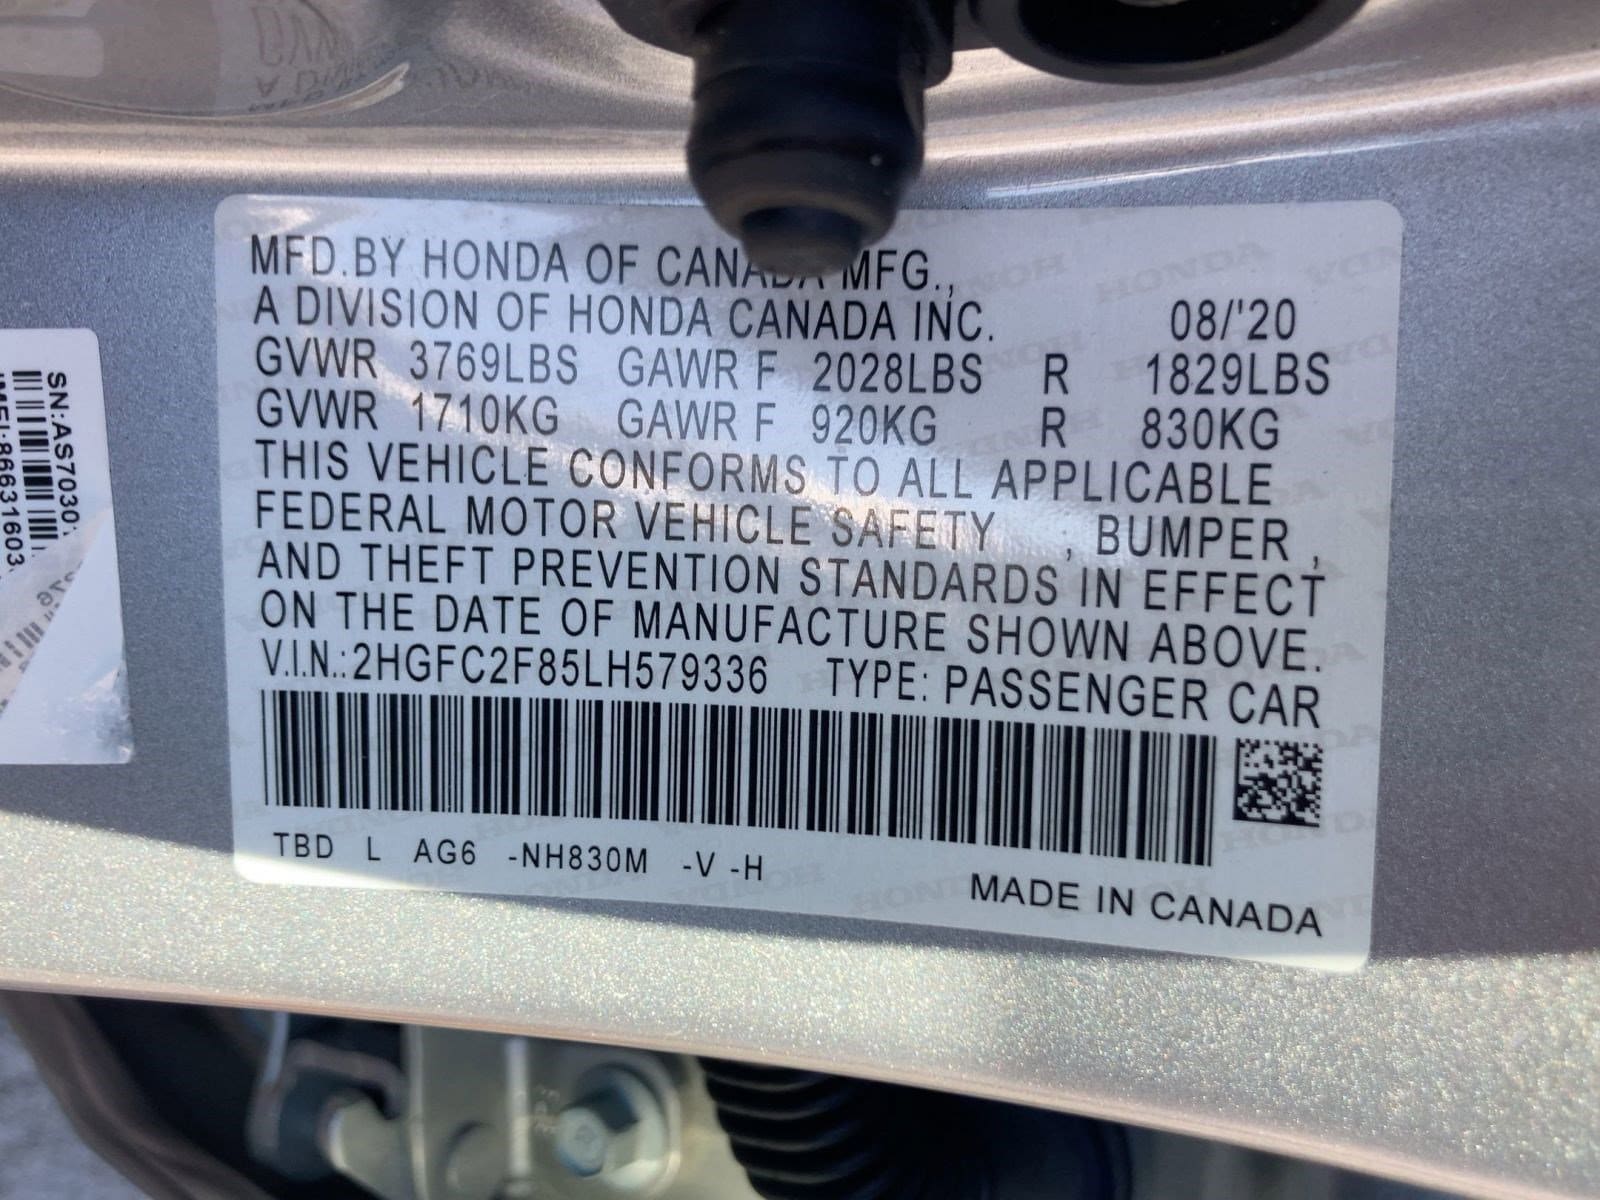 MFD.BY HONDA OF CANADA MFG.,
A DIVISION OF HONDA CANADA INC. 08/'20
GVWR 3769LBS GAWR F 2028LBS R 1829LBS
GVWR 1710KG GAWR F 920KG R 830KG
THIS VEHICLE CONFORMS TO ALL APPLICABLE
FEDERAL MOTOR VEHICLE SAFETY , BUMPER ,
AND THEFT PREVENTION STANDARDS IN EFFECT
ON THE DATE OF MANUFACTURE SHOWN ABOVE.
V.I.N.:2HGFC2F85LH579336 TYPE: PASSENGER CAR
TBD L AG6 -NH830M -V -H
MADE IN CANADA